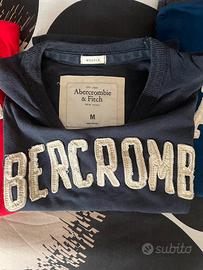 MUSCLE
Abercrombie
& Fitch
NEW YORK
M
BERCROMB
subito